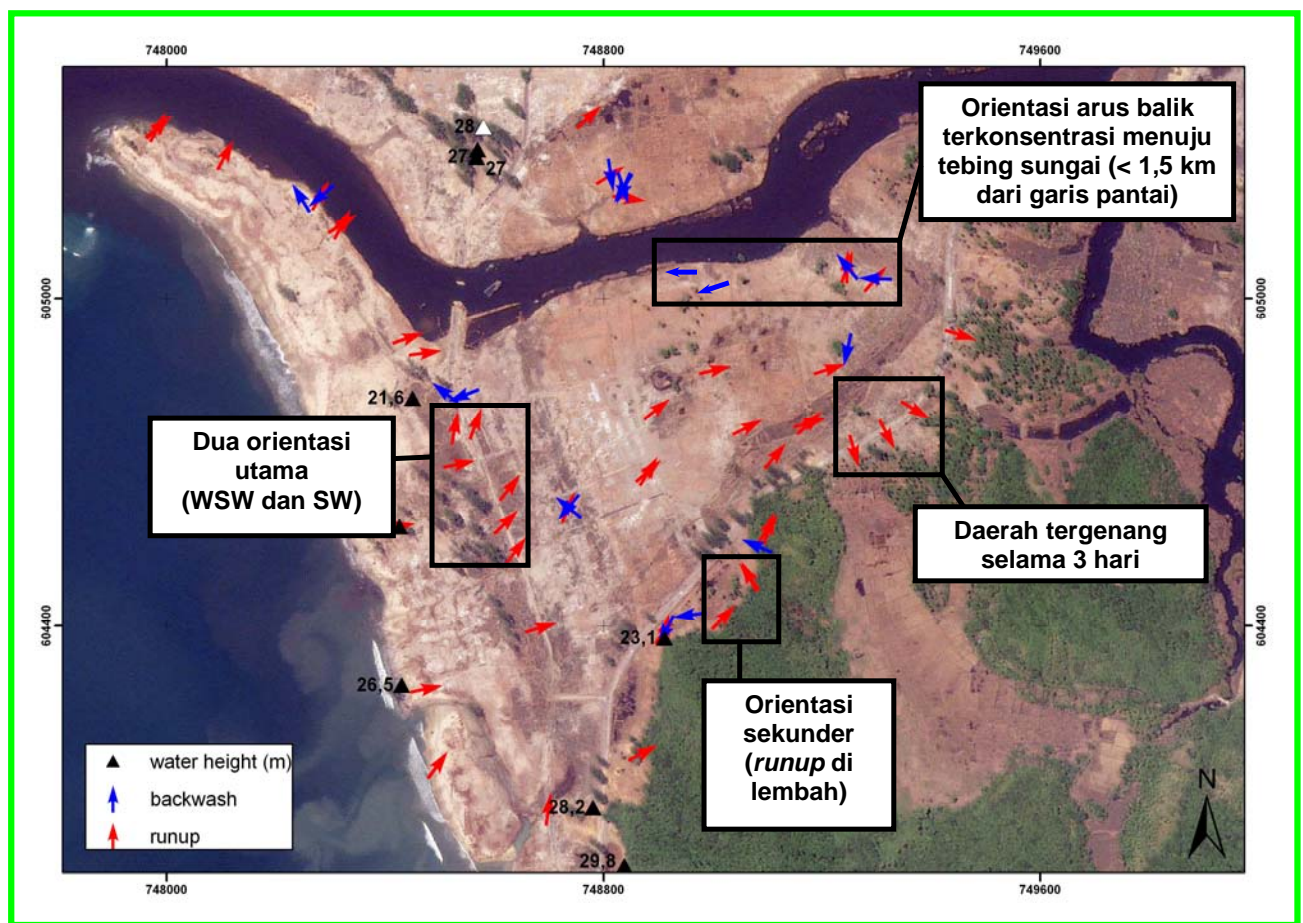 748000
748800
749600
Orientasi arus balik
terkonsentrasi menuju
tebing sungai (< 1,5 km
dari garis pantai)
28
27
27
605000
605000
21,6
Dua orientasi
utama
(WSW dan SW)
Daerah tergenang
selama 3 hari
604400
604400
23,1
26,5
Orientasi
sekunder
(runup di
lembah)
water height (m)
backwash
runup
28,2
29,8
N
748000
748800
749600